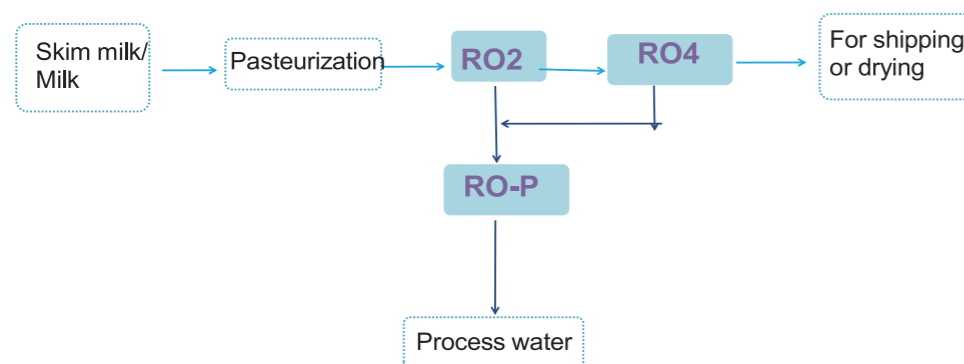 Skim milk/
Milk
Pasteurization
RO2
RO4
For shipping
or drying
RO-P
Process water